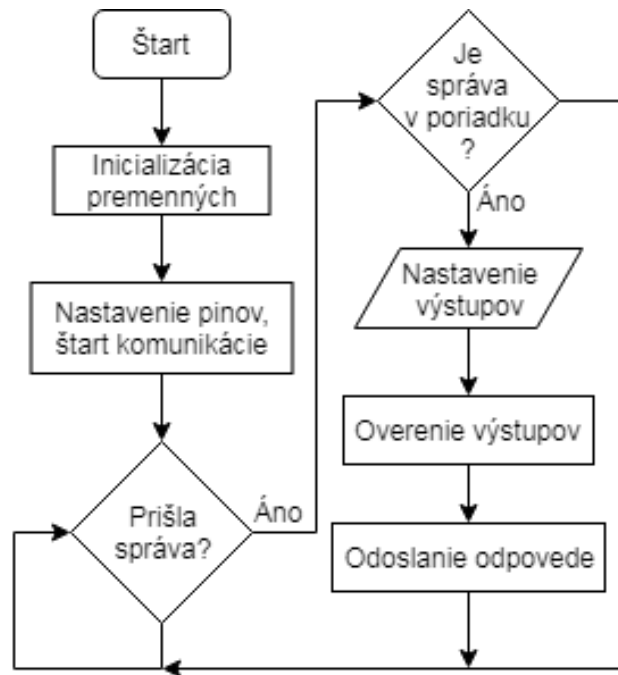 Štart
Inicializácia
premenných
Nastavenie pinov,
štart komunikácie
Prišla
správa?
Áno
Je
správa
v poriadku
?
Áno
Nastavenie
výstupov
Overenie výstupov
Odoslanie odpovede